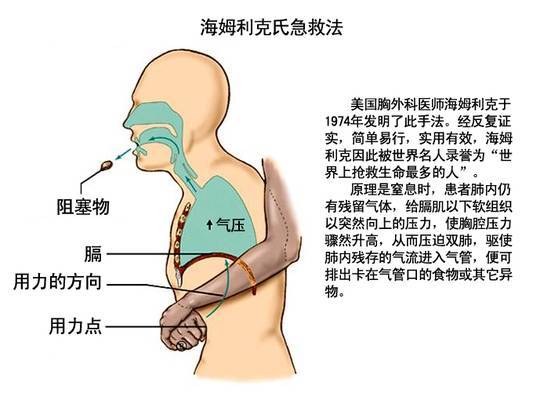 海姆利克氏急救法
美国胸外科医师海姆利克于
1974年发明了此手法。经反复证
实，简单易行，实用有效，海姆
利克因此被世界名人录誉为“世
界上抢救生命最多的人”。
原理是窒息时，患者肺内仍
有残留气体，给膈肌以下软组织
以突然向上的压力，使胸腔压力
骤然升高，从而压迫双肺，驱使
肺内残存的气流进入气管，便可
排出卡在气管口的食物或其它异
物。
阻塞物
气压
膈
用力的方向
用力点